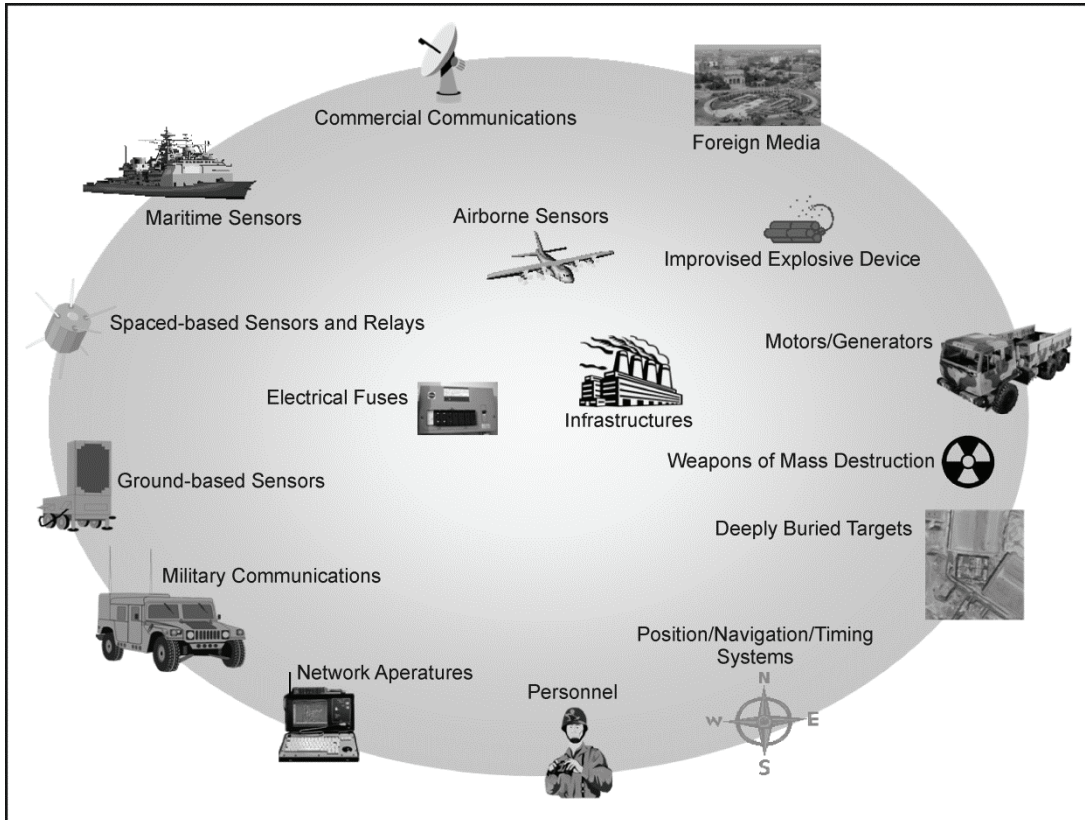 Commercial Communications
Foreign Media
Maritime Sensors
Airborne Sensors
Improvised Explosive Device
Spaced-based Sensors and Relays
Motors/Generators
Electrical Fuses
Infrastructures
Weapons of Mass Destruction
Ground-based Sensors
Deeply Buried Targets
Military Communications
Position/Navigation/Timing
Systems
Network Aperatures
Personnel
N
W E
S